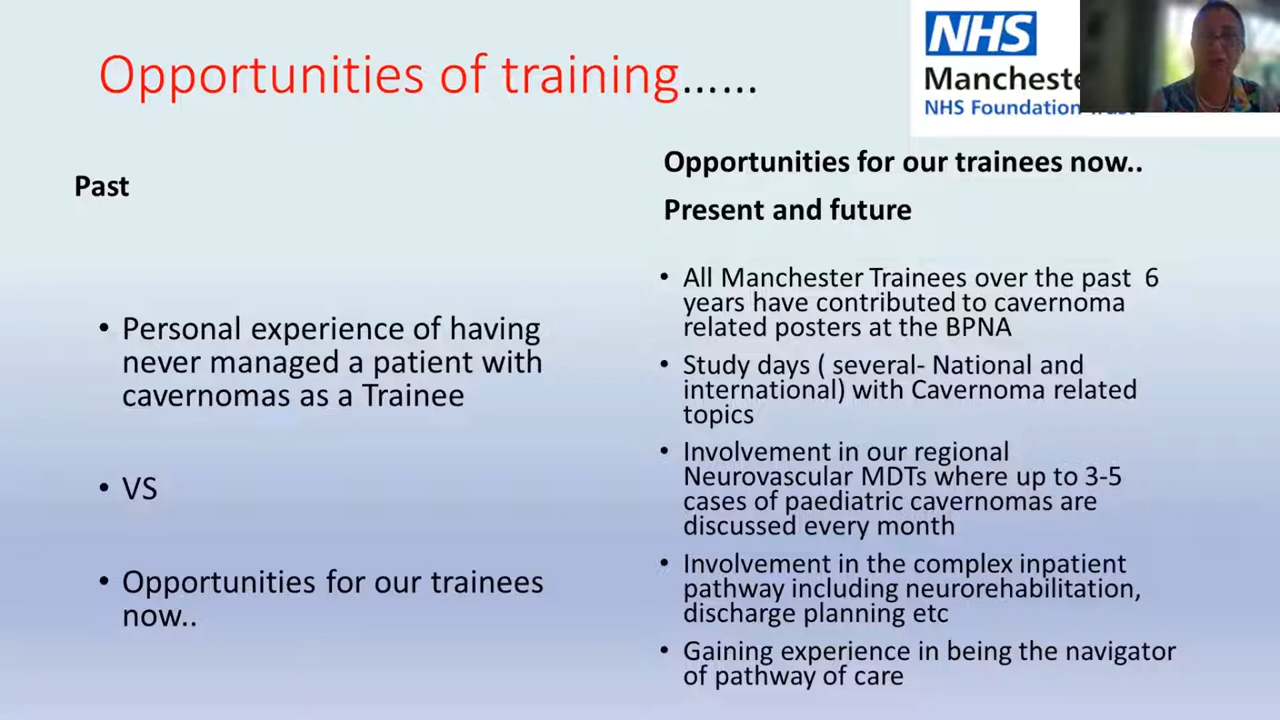 Opportunities of training......
NHS
Manchester
NHS Foundation Trust
Past
• Personal experience of having
never managed a patient with
cavernomas as a Trainee
• VS
• Opportunities for our trainees
now..
Opportunities for our trainees now..
Present and future
• All Manchester Trainees over the past 6
years have contributed to cavernoma
related posters at the BPNA
• Study days ( several- National and
international) with Cavernoma related
topics
• Involvement in our regional
Neurovascular MDTs where up to 3-5
cases of paediatric cavernomas are
discussed every month
• Involvement in the complex inpatient
pathway including neurorehabilitation,
discharge planning etc
• Gaining experience in being the navigator
of pathway of care